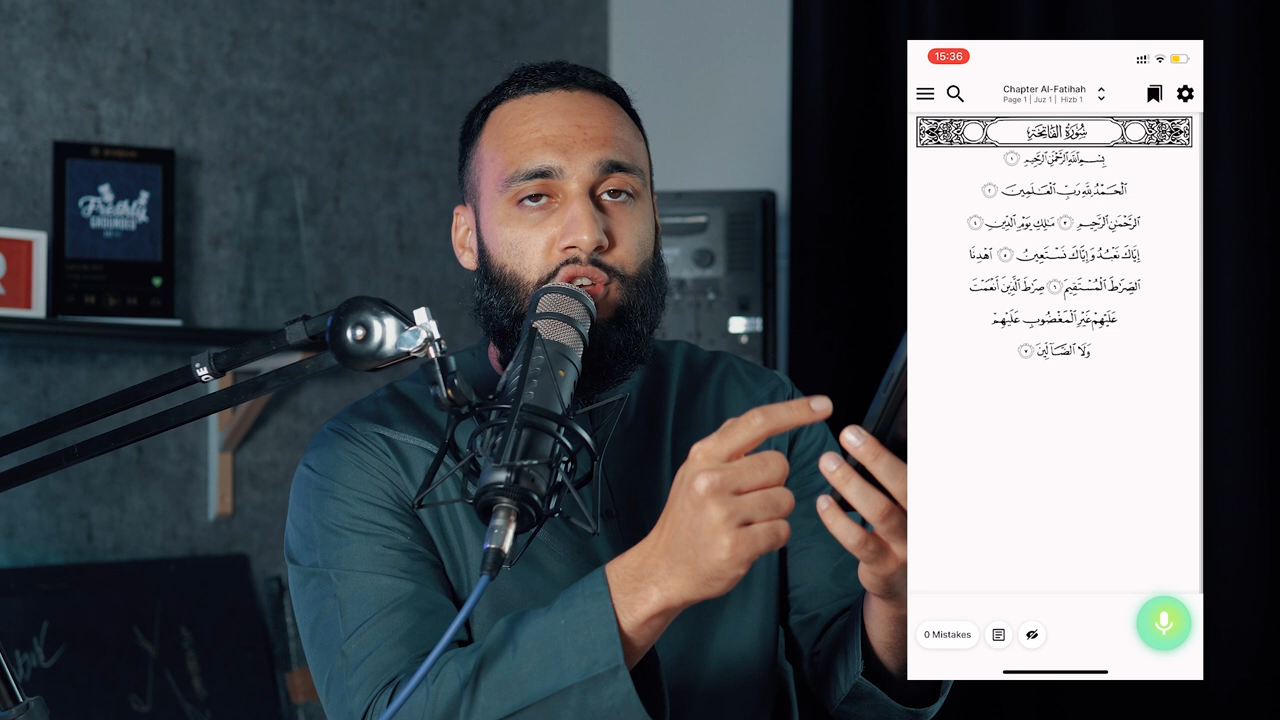 Freshly
GROUNDED
R
15:36
Chapter Al-Fatihah
Page 1 | Juz 1 | Hizb 1
سُورَةُ الفَاتِحَةِ
بِسْمِ ٱللَّهِ ٱلرَّحْمَٰنِ ٱلرَّحِيمِ ١
ٱلْحَمْدُ لِلَّهِ رَبِّ ٱلْعَٰلَمِينَ ٢
ٱلرَّحْمَٰنِ ٱلرَّحِيمِ ٣ مَٰلِكِ يَوْمِ ٱلدِّينِ ٤
إِيَّاكَ نَعْبُدُ وَإِيَّاكَ نَسْتَعِينُ ٥ ٱهْدِنَا
ٱلصِّرَٰطَ ٱلْمُسْتَقِيمَ ٦ صِرَٰطَ ٱلَّذِينَ أَنْعَمْتَ
عَلَيْهِمْ غَيْرِ ٱلْمَغْضُوبِ عَلَيْهِمْ
وَلَا ٱلضَّآلِّينَ ٧
0 Mistakes